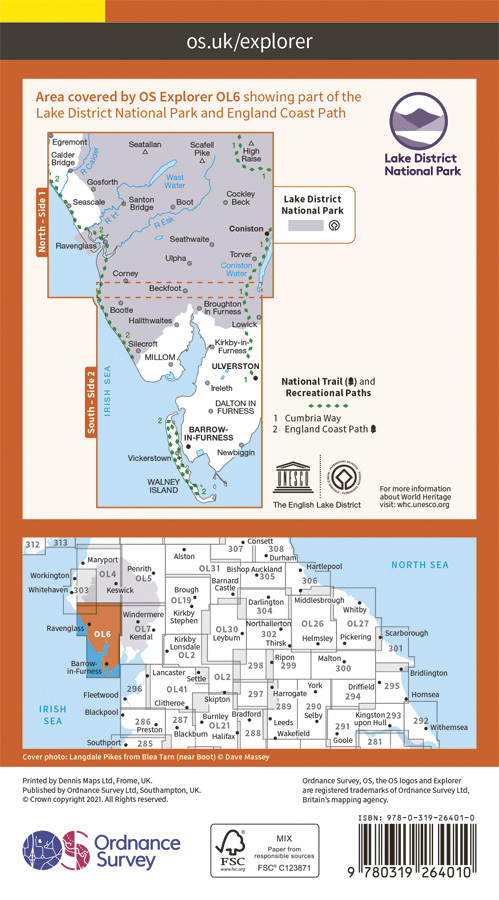 os.uk/explorer
Area covered by OS Explorer OL6 showing part of the
Lake District National Park and England Coast Path
Lake District
National Park
Egremont
Calder
Bridge
R Calder
Seatallan
Scafell
Pike
High
Raise
1
1
2
Gosforth
Wast
Water
Seascale
Santon
Bridge
Boot
Cockley
Beck
R Esk
Ravenglass
Seathwaite
Coniston
Ulpha
Torver
Coniston
Water
Corney
Beckfoot
North – Side 1
Lake District
National Park
Bootle
Broughton
in Furness
1
Hallthwaites
Lowick
2
Silecroft
Kirkby-in-
Furness
MILLOM
ULVERSTON
1
Ireleth
DALTON IN
FURNESS
IRISH SEA
South – Side 2
2
BARROW-
IN-FURNESS
Vickerstown
Newbiggin
WALNEY
ISLAND
2
National Trail () and
Recreational Paths
1 Cumbria Way
2 England Coast Path
UNESCO
The English Lake District
For more information
about World Heritage
visit: whc.unesco.org
312
313
Maryport
Workington
Whitehaven
303
OL4
Keswick
Penrith
OL5
Alston
OL31
307
Consett
308
Durham
Bishop Auckland
305
Hartlepool
306
NORTH SEA
Brough
OL19
Kirkby
Stephen
Barnard
Castle
Darlington
304
Middlesbrough
Whitby
Ravenglass
OL6
Windermere
OL7
Kendal
OL30
Leyburn
Northallerton
302
Thirsk
OL26
Helmsley
OL27
Pickering
Scarborough
301
Barrow-
in-Furness
Kirkby
Lonsdale
OL2
Lancaster
Settle
OL2
298
Ripon
299
Malton
300
Bridlington
Fleetwood
296
OL41
Clitheroe
Skipton
297
Harrogate
289
York
290
Selby
Driffield
294
295
Hornsea
IRISH
SEA
Blackpool
286
Preston
287
Blackburn
Burnley
OL21
Halifax
Bradford
288
Leeds
Wakefield
291
Goole
Kingston
upon Hull
293
292
Withernsea
Southport
285
281
Cover photo: Langdale Pikes from Blea Tarn (near Boot) © Dave Massey
Printed by Dennis Maps Ltd, Frome, UK.
Published by Ordnance Survey Ltd, Southampton, UK.
© Crown copyright 2021. All Rights reserved.
Ordnance Survey, OS, the OS logos and Explorer
are registered trademarks of Ordnance Survey Ltd,
Britain's mapping agency.
Ordnance
Survey
FSC
www.fsc.org
MIX
Paper from
responsible sources
FSC® C123871
ISBN: 978-0-319-26401-0
9 780319 264010